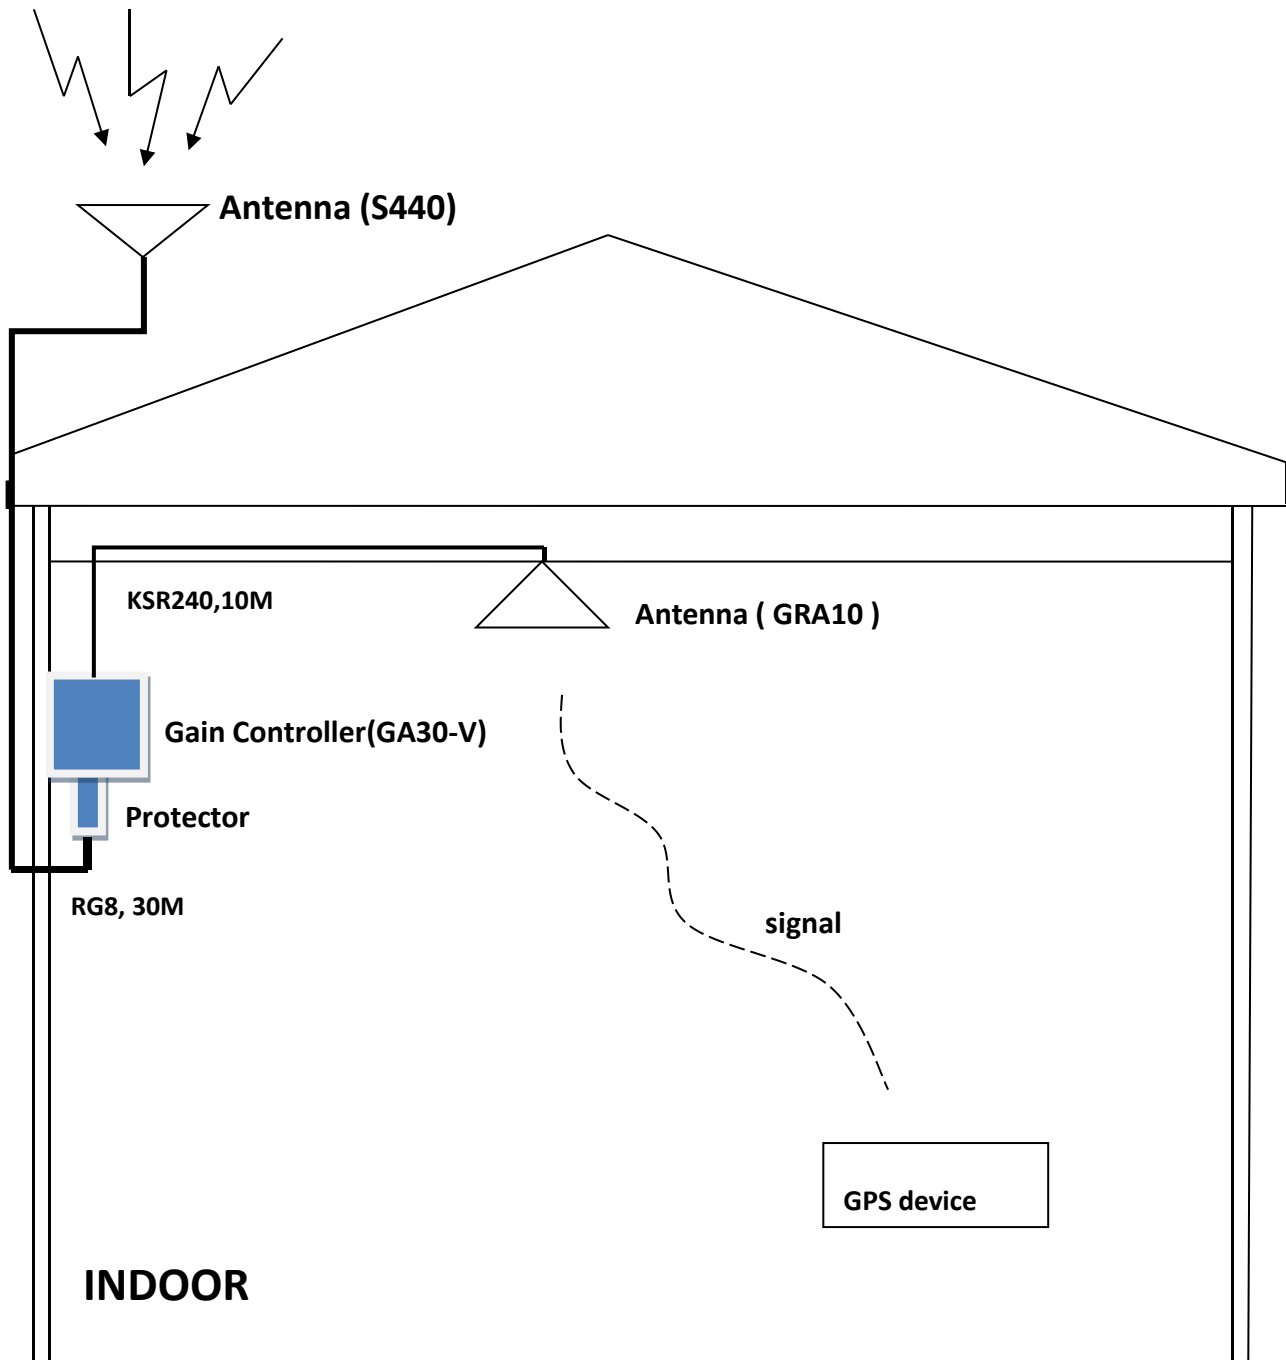 Antenna (S440)
KSR240,10M
Antenna ( GRA10 )
Gain Controller(GA30-V)
Protector
RG8, 30M
signal
GPS device
INDOOR